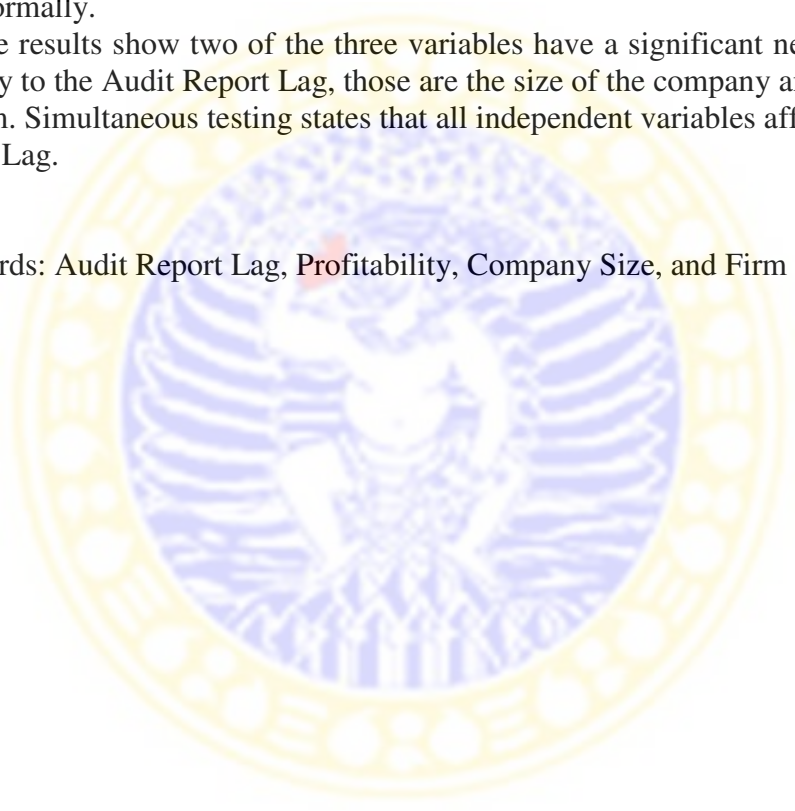 ormally.
e results show two of the three variables have a significant ne
y to the Audit Report Lag, those are the size of the company a
n. Simultaneous testing states that all independent variables aff
Lag.
rds: Audit Report Lag, Profitability, Company Size, and Firm